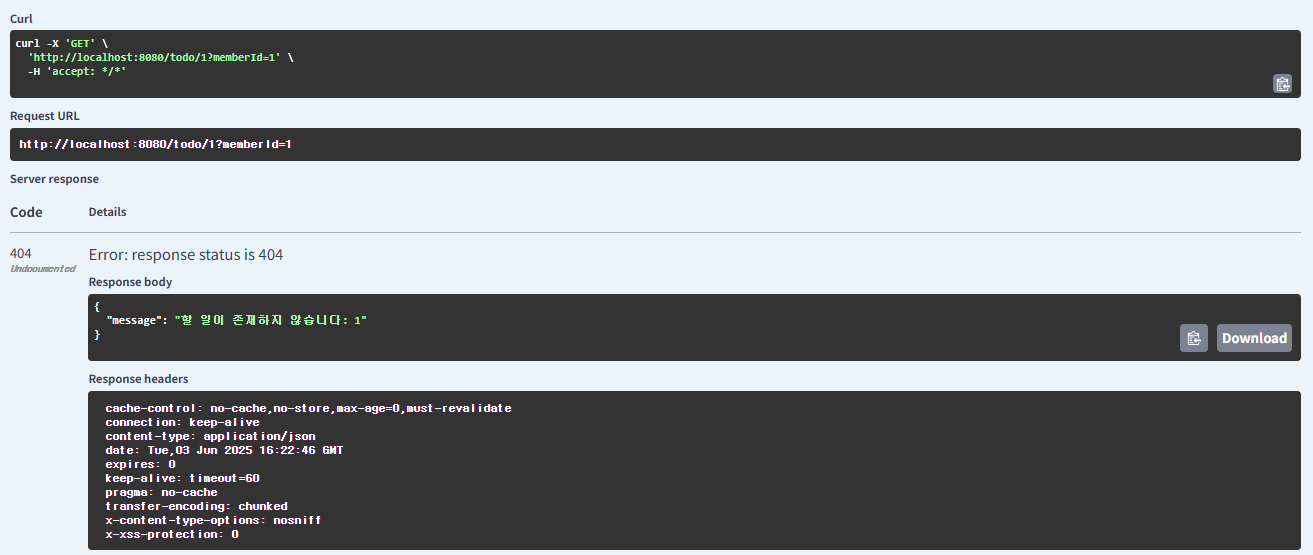 Curl
curl -X 'GET' \
  'http://localhost:8080/todo/1?memberId=1' \
  -H 'accept: */*'
Request URL
http://localhost:8080/todo/1?memberId=1
Server response
Code Details
404 Error: response status is 404
Undocumented
Response body
{
  "message": "할 일이 존재하지 않습니다: 1"
}
Download
Response headers
cache-control: no-cache,no-store,max-age=0,must-revalidate
connection: keep-alive
content-type: application/json
date: Tue,03 Jun 2025 16:22:46 GMT
expires: 0
keep-alive: timeout=60
pragma: no-cache
transfer-encoding: chunked
x-content-type-options: nosniff
x-xss-protection: 0